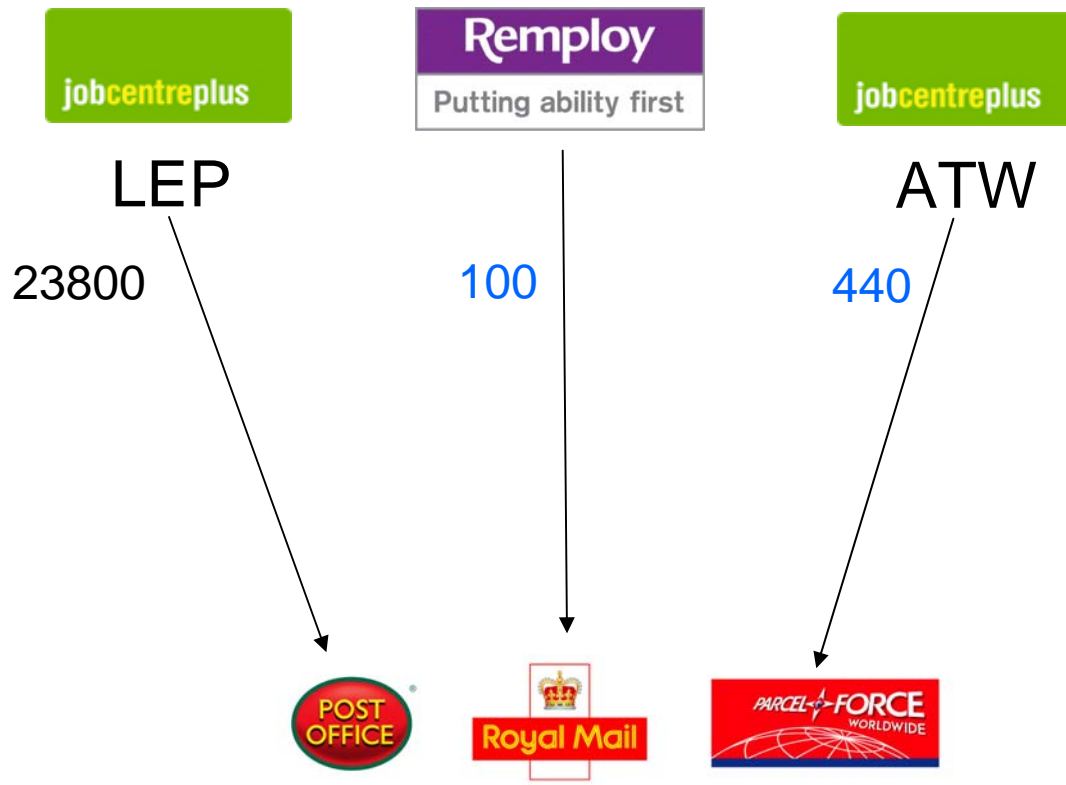 jobcentreplus
Remploy
Putting ability first
jobcentreplus
LEP
ATW
23800
100
440
POST
OFFICE
®
Royal Mail
PARCEL FORCE
WORLDWIDE